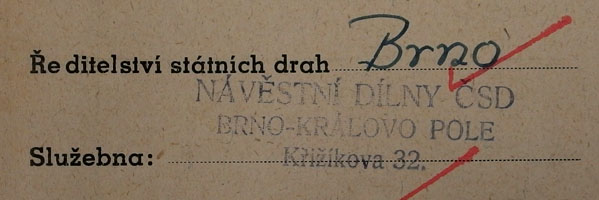 Ředitelství státních drah Brno
NÁVĚSTNÍ DÍLNY ČSD
BRNO-KRÁLOVO POLE
Služebna: Křižíkova 32.